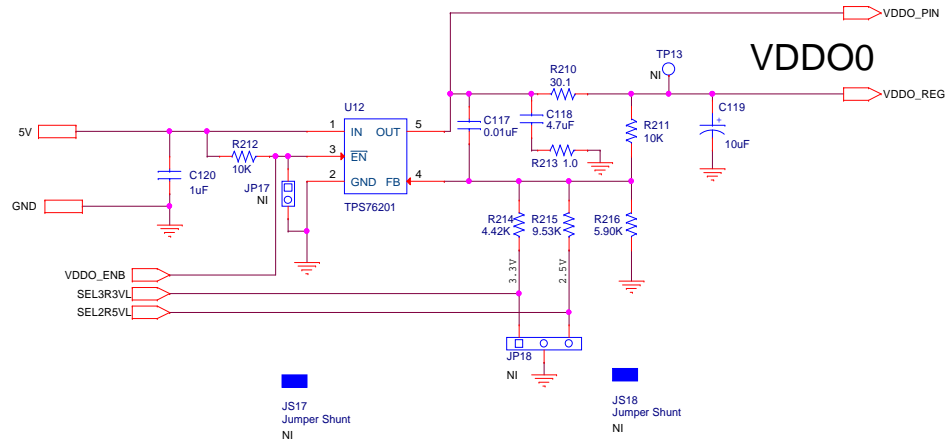 VDDO_PIN
VDDO0
TP13
NI
R210
30.1
VDDO_REG
U12
C117
0.01uF
C118
4.7uF
R211
10K
C119
+
10uF
5V
1 IN OUT 5
R212
10K
3 EN
R213 1.0
C120
1uF
JP17
NI
2 GND FB 4
TPS76201
GND
R214
4.42K
R215
9.53K
R216
5.90K
VDDO_ENB
3.3V
2.5V
SEL3R3VL
SEL2R5VL
JP18
NI
JS17
Jumper Shunt
NI
JS18
Jumper Shunt
NI